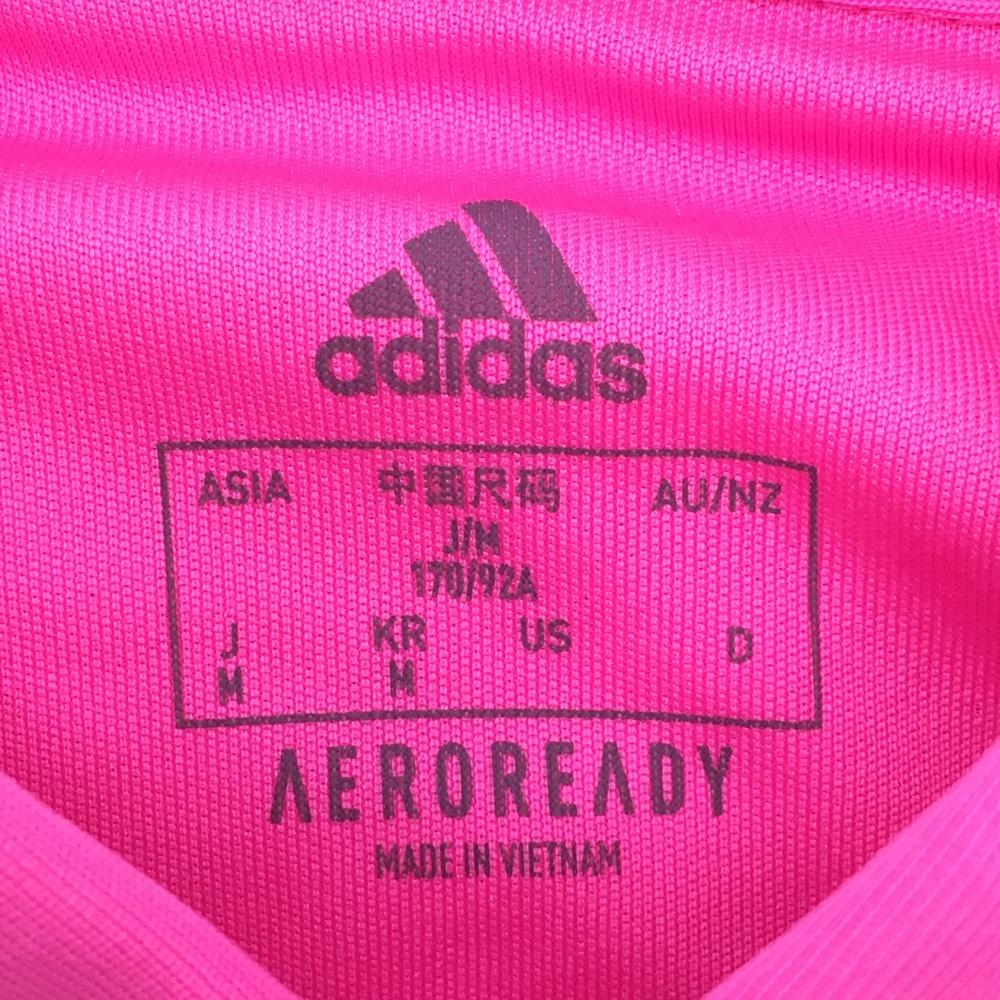 adidas
ASIA 中国尺码 AU/NZ
J/M
170/92A
J KR US D
M M
AEROREADY
MADE IN VIETNAM